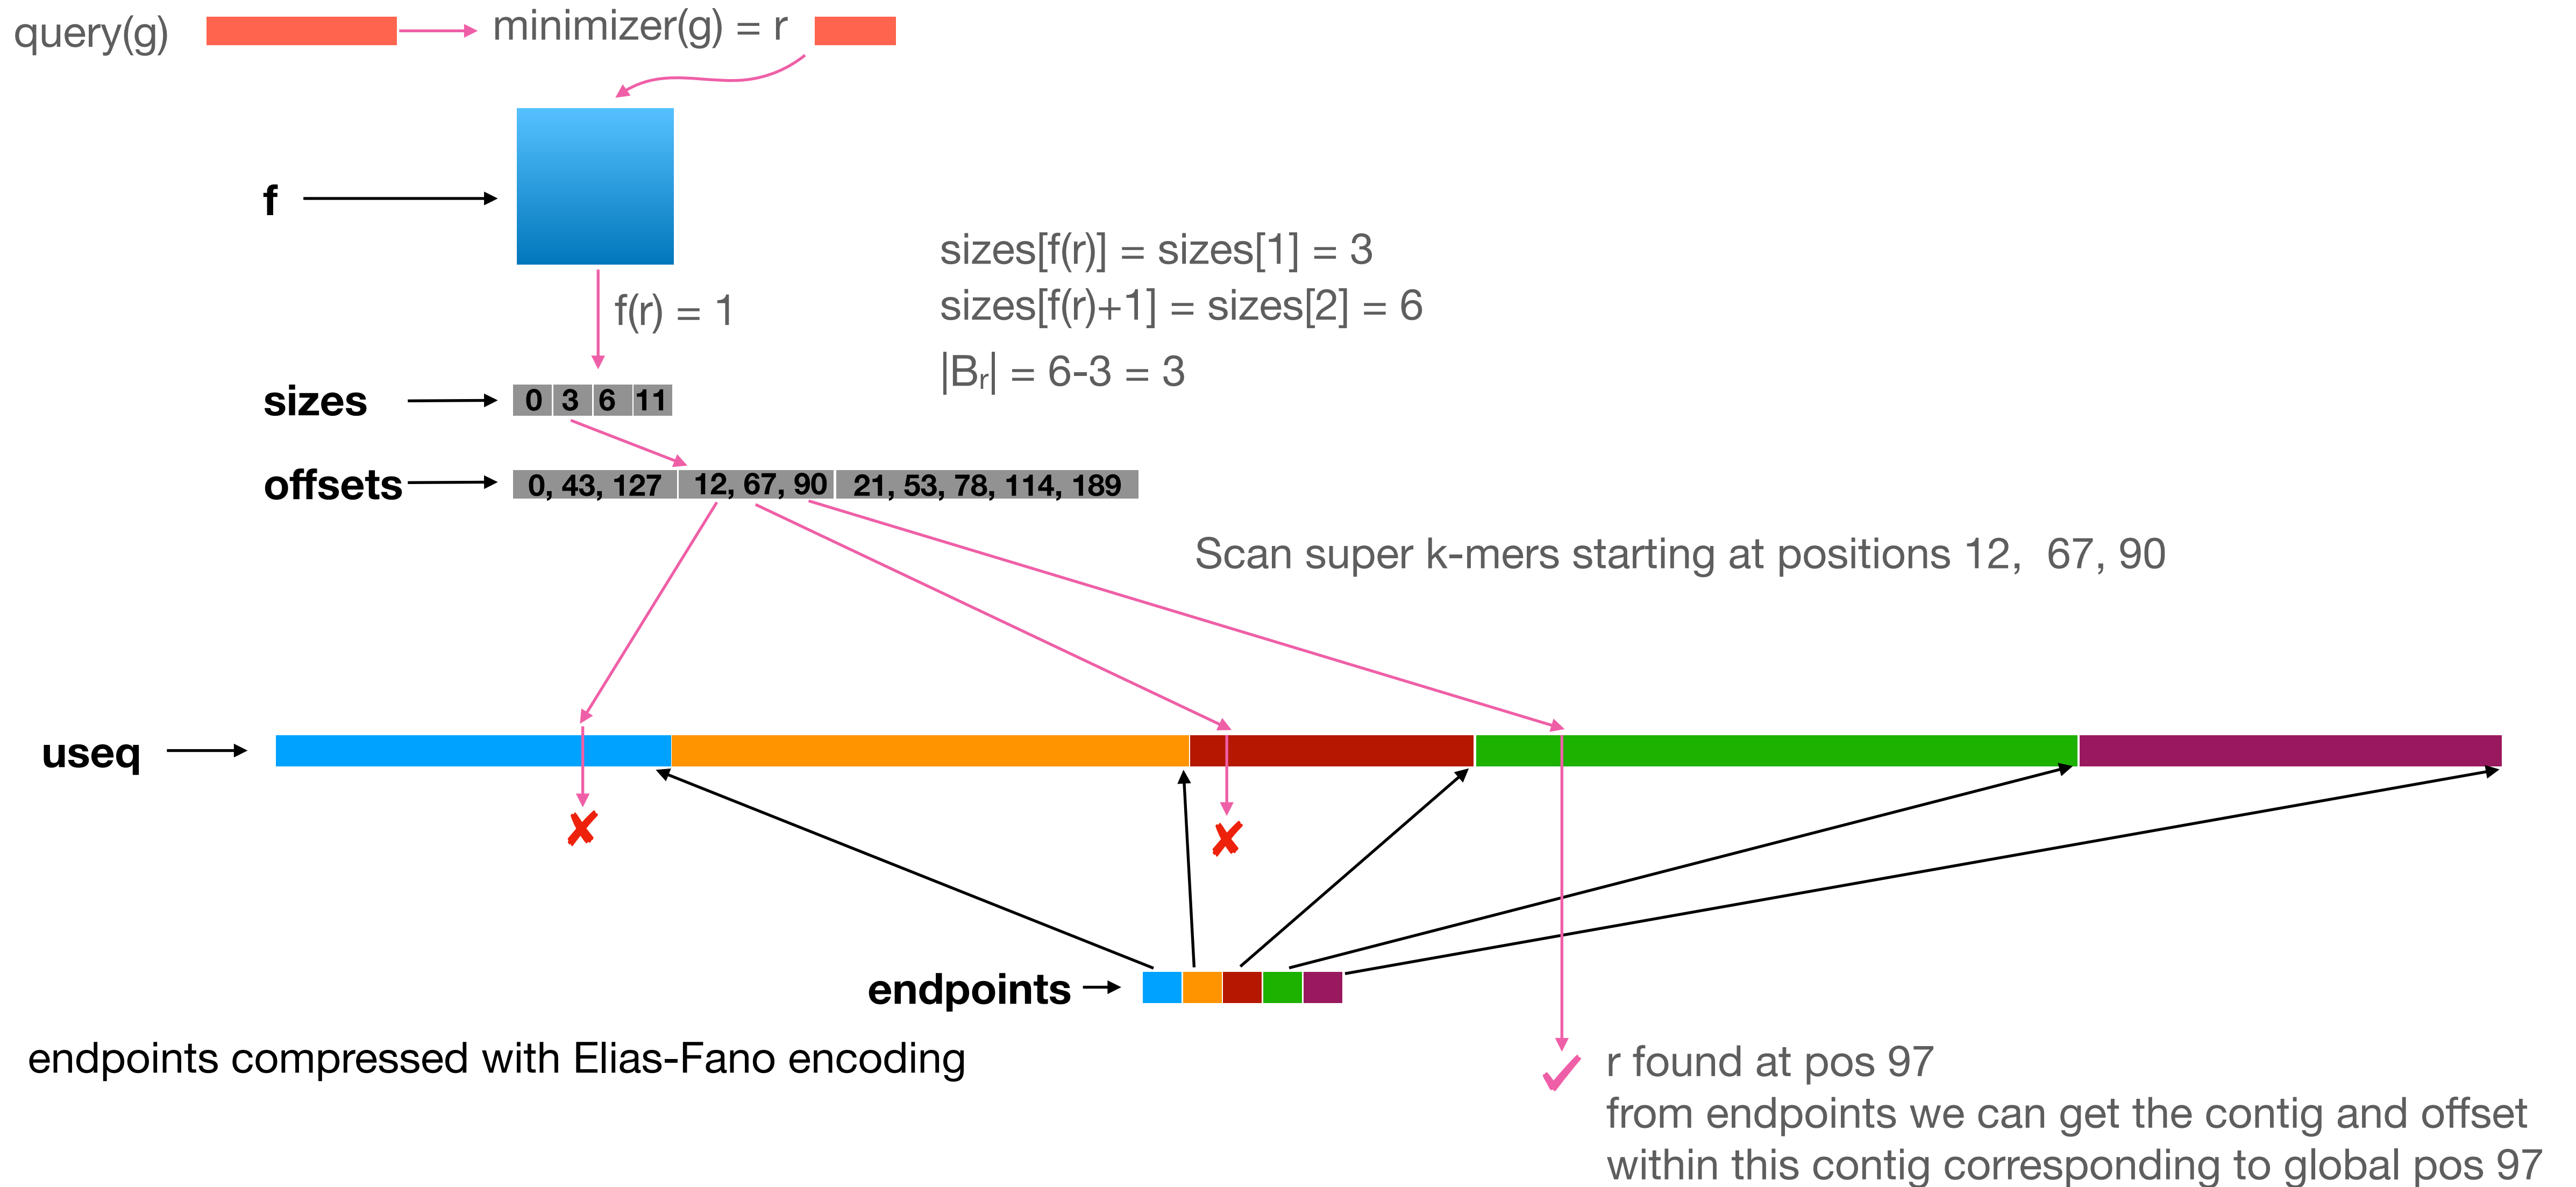 query(g)
minimizer(g) = r
f
f(r) = 1
sizes[f(r)] = sizes[1] = 3
sizes[f(r)+1] = sizes[2] = 6
|Bᵣ| = 6-3 = 3
sizes
0 3 6 11
offsets
0, 43, 127 12, 67, 90 21, 53, 78, 114, 189
Scan super k-mers starting at positions 12, 67, 90
useq
✘ ✘
endpoints
endpoints compressed with Elias-Fano encoding
✓ r found at pos 97
from endpoints we can get the contig and offset
within this contig corresponding to global pos 97